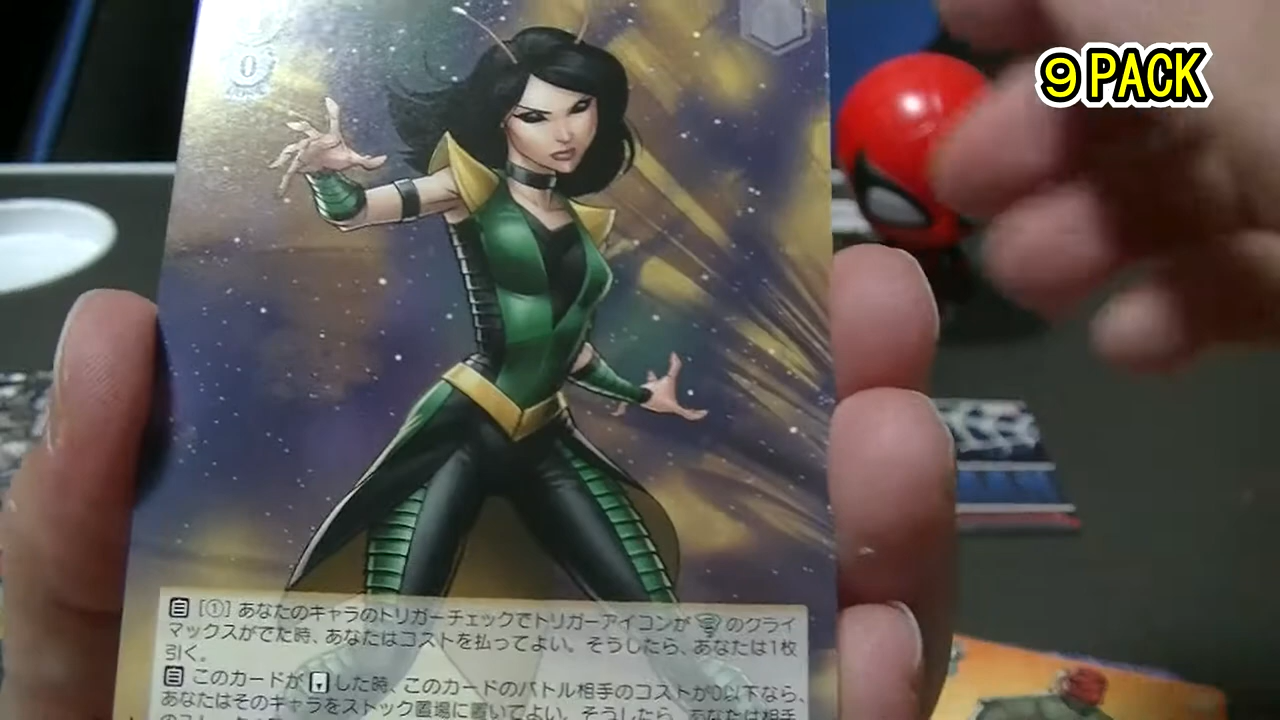 9 PACK
0
【自】 [①] あなたのキャラのトリガーチェックでトリガーアイコンが のクライ
マックスがでた時、あなたはコストを払ってよい。そうしたら、あなたは1枚
引く。
【自】 このカードが した時、このカードのバトル相手のコストが0以下なら、
あなたはそのキャラをストック置場に置いてよい。そうしたら、あなたは相手